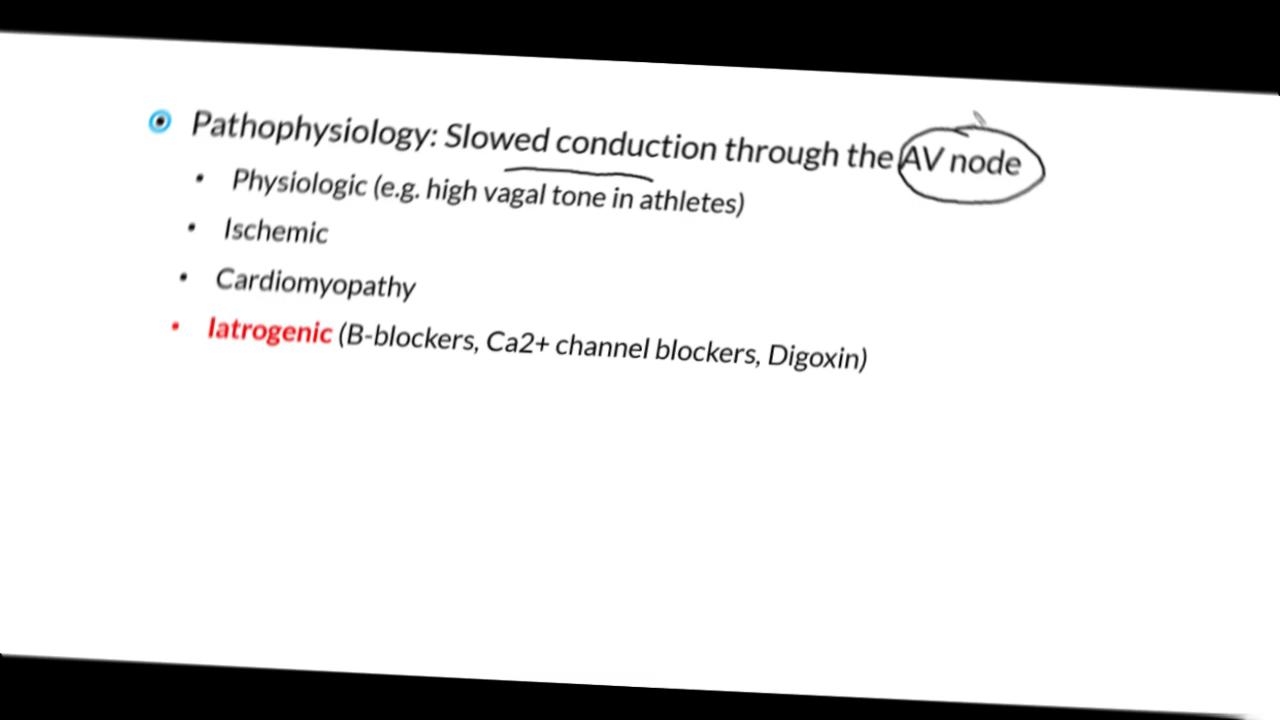 Pathophysiology: Slowed conduction through the AV node
• Physiologic (e.g. high vagal tone in athletes)
• Ischemic
• Cardiomyopathy
• Iatrogenic (B-blockers, Ca2+ channel blockers, Digoxin)